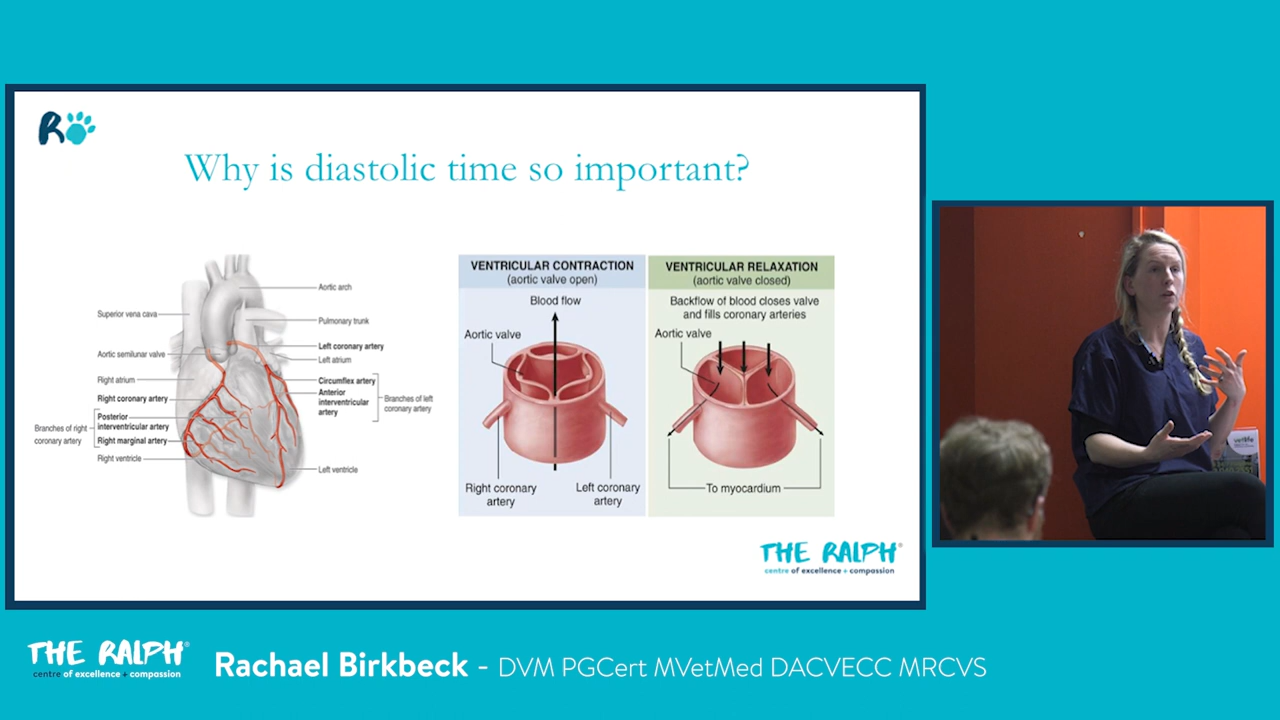 R
Why is diastolic time so important?
Aortic arch
Superior vena cava
Pulmonary trunk
Left coronary artery
Aortic semilunar valve
Left atrium
Right atrium
Circumflex artery
Anterior
interventricular
artery
Branches of left
coronary artery
Right coronary artery
Posterior
interventricular artery
Branches of right
coronary artery
Right marginal artery
Right ventricle
Left ventricle
VENTRICULAR CONTRACTION
(aortic valve open)
Blood flow
Aortic valve
Right coronary
artery
Left coronary
artery
VENTRICULAR RELAXATION
(aortic valve closed)
Backflow of blood closes valve
and fills coronary arteries
Aortic valve
To myocardium
THE RALPH®
centre of excellence + compassion
vetlife
THE RALPH®
centre of excellence + compassion
Rachael Birkbeck - DVM PGCert MVetMed DACVECC MRCVS